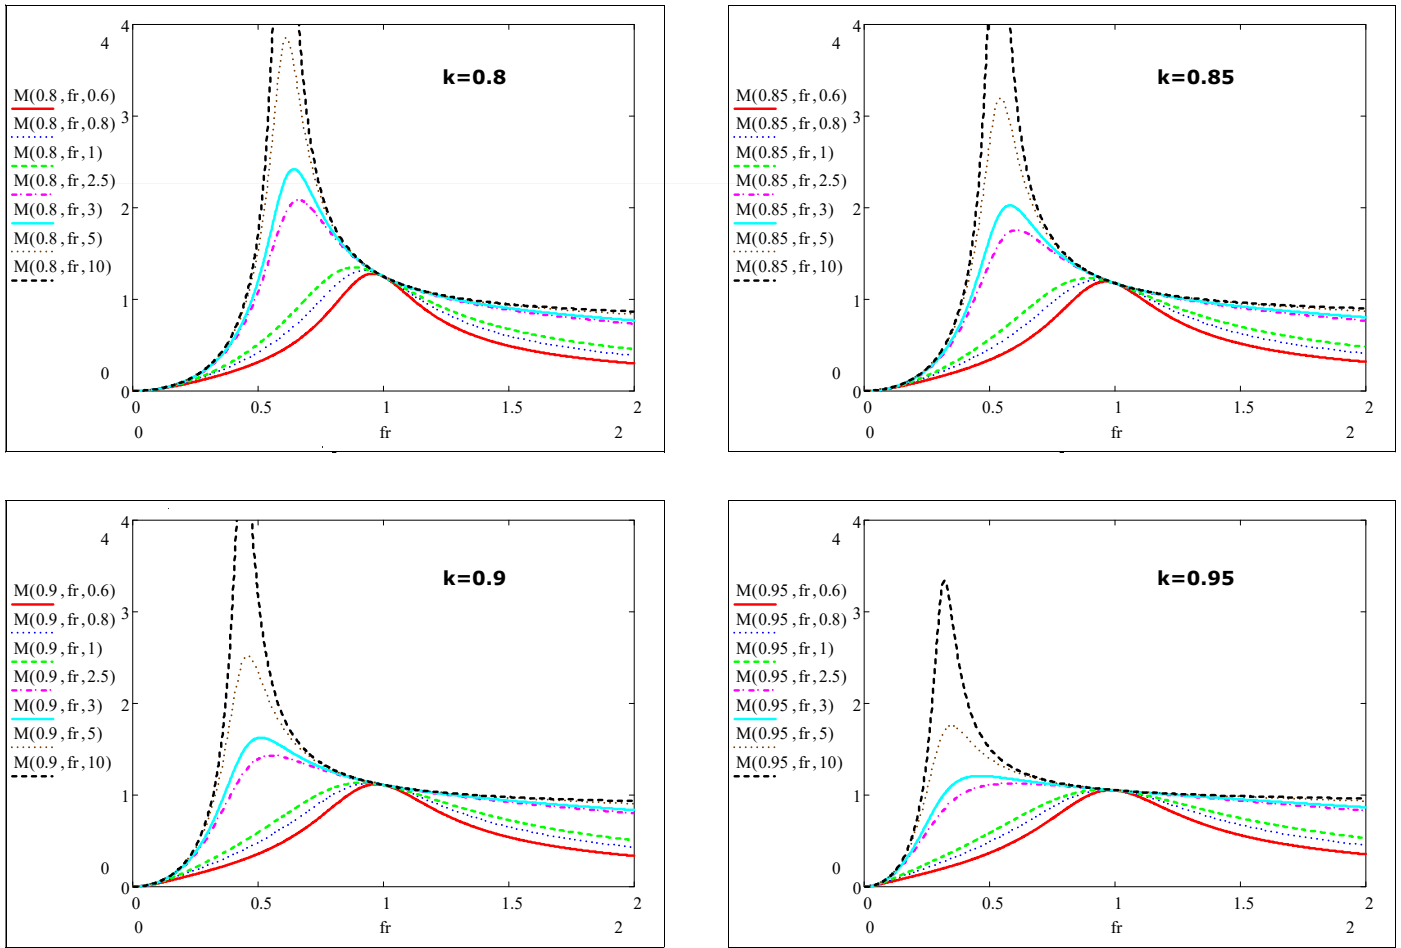 4
4
k=0.8
M(0.8 , fr, 0.6)
3
M(0.8 , fr, 0.8)
M(0.8 , fr, 1)
M(0.8 , fr, 2.5)
2
M(0.8 , fr, 3)
M(0.8 , fr, 5)
M(0.8 , fr, 10)
1
0
0
0 0.5 1 1.5 2
0 fr 2
4
4
k=0.85
M(0.85 , fr, 0.6)
3
M(0.85 , fr, 0.8)
M(0.85 , fr, 1)
M(0.85 , fr, 2.5)
2
M(0.85 , fr, 3)
M(0.85 , fr, 5)
M(0.85 , fr, 10)
1
0
0
0 0.5 1 1.5 2
0 fr 2
4
4
k=0.9
M(0.9 , fr, 0.6)
3
M(0.9 , fr, 0.8)
M(0.9 , fr, 1)
M(0.9 , fr, 2.5)
2
M(0.9 , fr, 3)
M(0.9 , fr, 5)
M(0.9 , fr, 10)
1
0
0
0 0.5 1 1.5 2
0 fr 2
4
4
k=0.95
M(0.95 , fr, 0.6)
3
M(0.95 , fr, 0.8)
M(0.95 , fr, 1)
M(0.95 , fr, 2.5)
2
M(0.95 , fr, 3)
M(0.95 , fr, 5)
M(0.95 , fr, 10)
1
0
0
0 0.5 1 1.5 2
0 fr 2